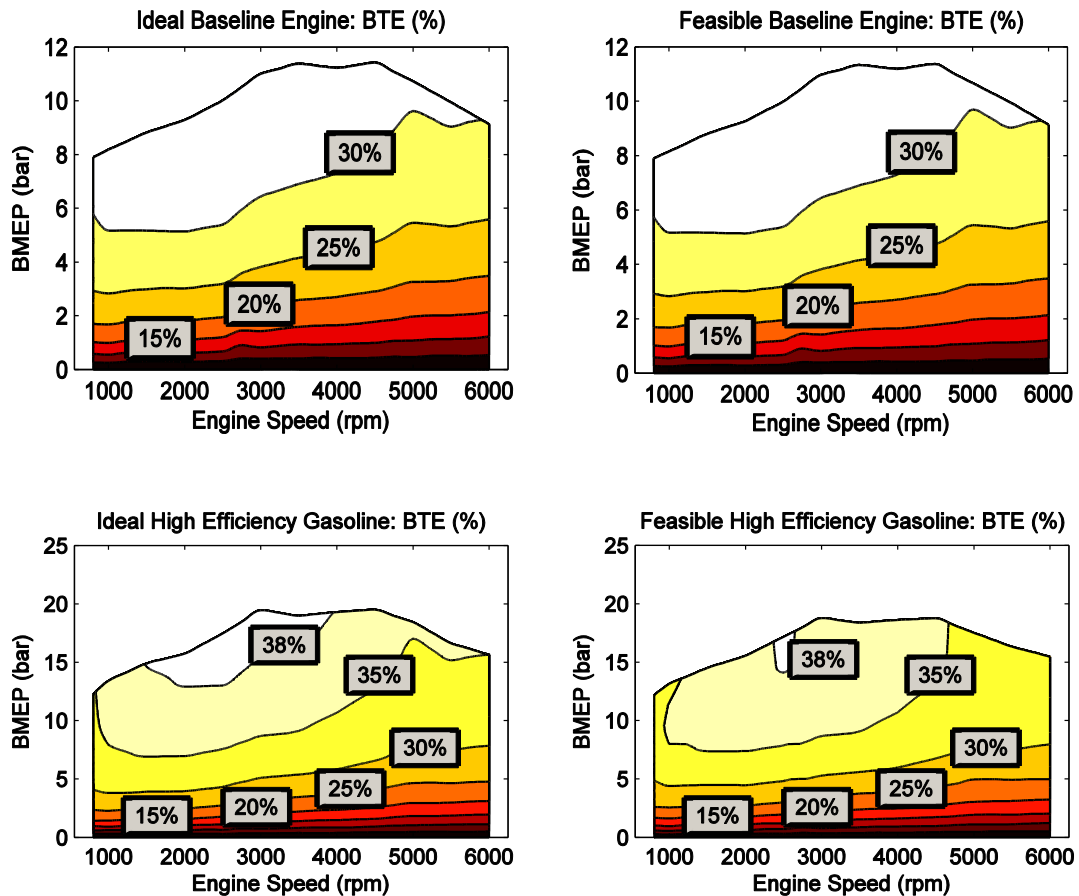 Ideal Baseline Engine: BTE (%)
12
10
8
6
4
2
0
BMEP (bar)
30%
25%
20%
15%
1000 2000 3000 4000 5000 6000
Engine Speed (rpm)
Feasible Baseline Engine: BTE (%)
12
10
8
6
4
2
0
BMEP (bar)
30%
25%
20%
15%
1000 2000 3000 4000 5000 6000
Engine Speed (rpm)
Ideal High Efficiency Gasoline: BTE (%)
25
20
15
10
5
0
BMEP (bar)
38%
35%
30%
25%
20%
15%
1000 2000 3000 4000 5000 6000
Engine Speed (rpm)
Feasible High Efficiency Gasoline: BTE (%)
25
20
15
10
5
0
BMEP (bar)
38%
35%
30%
25%
20%
15%
1000 2000 3000 4000 5000 6000
Engine Speed (rpm)